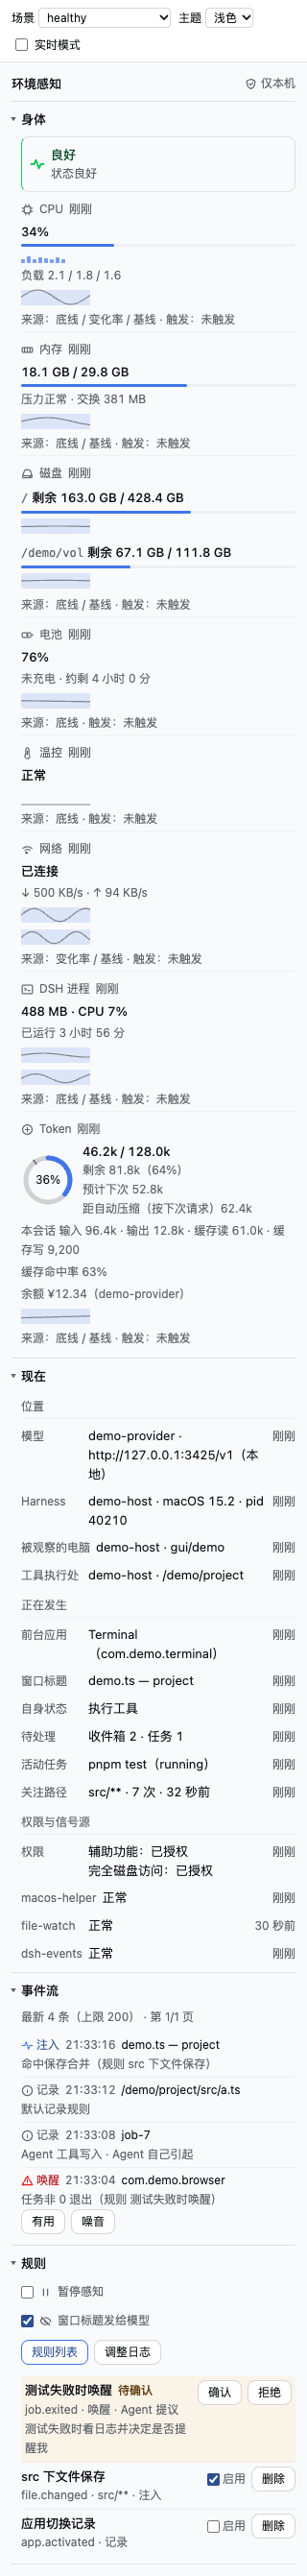 场景 healthy 主题 浅色
实时模式
环境感知 仅本机
身体
良好
状态良好
CPU 刚刚
34%
负载 2.1 / 1.8 / 1.6
来源：底线 / 变化率 / 基线 · 触发：未触发
内存 刚刚
18.1 GB / 29.8 GB
压力正常 · 交换 381 MB
来源：底线 / 基线 · 触发：未触发
磁盘 刚刚
/ 剩余 163.0 GB / 428.4 GB
/demo/vol 剩余 67.1 GB / 111.8 GB
来源：底线 / 基线 · 触发：未触发
电池 刚刚
76%
未充电 · 约剩 4 小时 0 分
来源：底线 · 触发：未触发
温控 刚刚
正常
来源：底线 · 触发：未触发
网络 刚刚
已连接
↓ 500 KB/s · ↑ 94 KB/s
来源：变化率 / 基线 · 触发：未触发
DSH 进程 刚刚
488 MB · CPU 7%
已运行 3 小时 56 分
来源：底线 / 基线 · 触发：未触发
Token 刚刚
36%
46.2k / 128.0k
剩余 81.8k（64%）
预计下次 52.8k
距自动压缩（按下次请求）62.4k
本会话 输入 96.4k · 输出 12.8k · 缓存读 61.0k · 缓
存写 9,200
缓存命中率 63%
余额 ¥12.34（demo-provider）
来源：底线 / 基线 · 触发：未触发
现在
位置
模型 demo-provider · 刚刚
http://127.0.0.1:3425/v1（本
地）
Harness demo-host · macOS 15.2 · pid 刚刚
40210
被观察的电脑 demo-host · gui/demo 刚刚
工具执行处 demo-host · /demo/project 刚刚
正在发生
前台应用 Terminal 刚刚
（com.demo.terminal）
窗口标题 demo.ts — project 刚刚
自身状态 执行工具 刚刚
待处理 收件箱 2 · 任务 1 刚刚
活动任务 pnpm test（running） 刚刚
关注路径 src/** · 7 次 · 32 秒前 刚刚
权限与信号源
权限 辅助功能：已授权 刚刚
完全磁盘访问：已授权
macos-helper 正常 刚刚
file-watch 正常 30 秒前
dsh-events 正常 刚刚
事件流
最新 4 条（上限 200） · 第 1/1 页
注入 21:33:16 demo.ts — project
命中保存合并（规则 src 下文件保存）
记录 21:33:12 /demo/project/src/a.ts
默认记录规则
记录 21:33:08 job-7
Agent 工具写入 · Agent 自己引起
唤醒 21:33:04 com.demo.browser
任务非 0 退出（规则 测试失败时唤醒）
有用 噪音
规则
暂停感知
窗口标题发给模型
规则列表 调整日志
测试失败时唤醒 待确认 确认 拒绝
job.exited · 唤醒 · Agent 提议
测试失败时看日志并决定是否提
醒我
src 下文件保存 启用 删除
file.changed · src/** · 注入
应用切换记录 启用 删除
app.activated · 记录